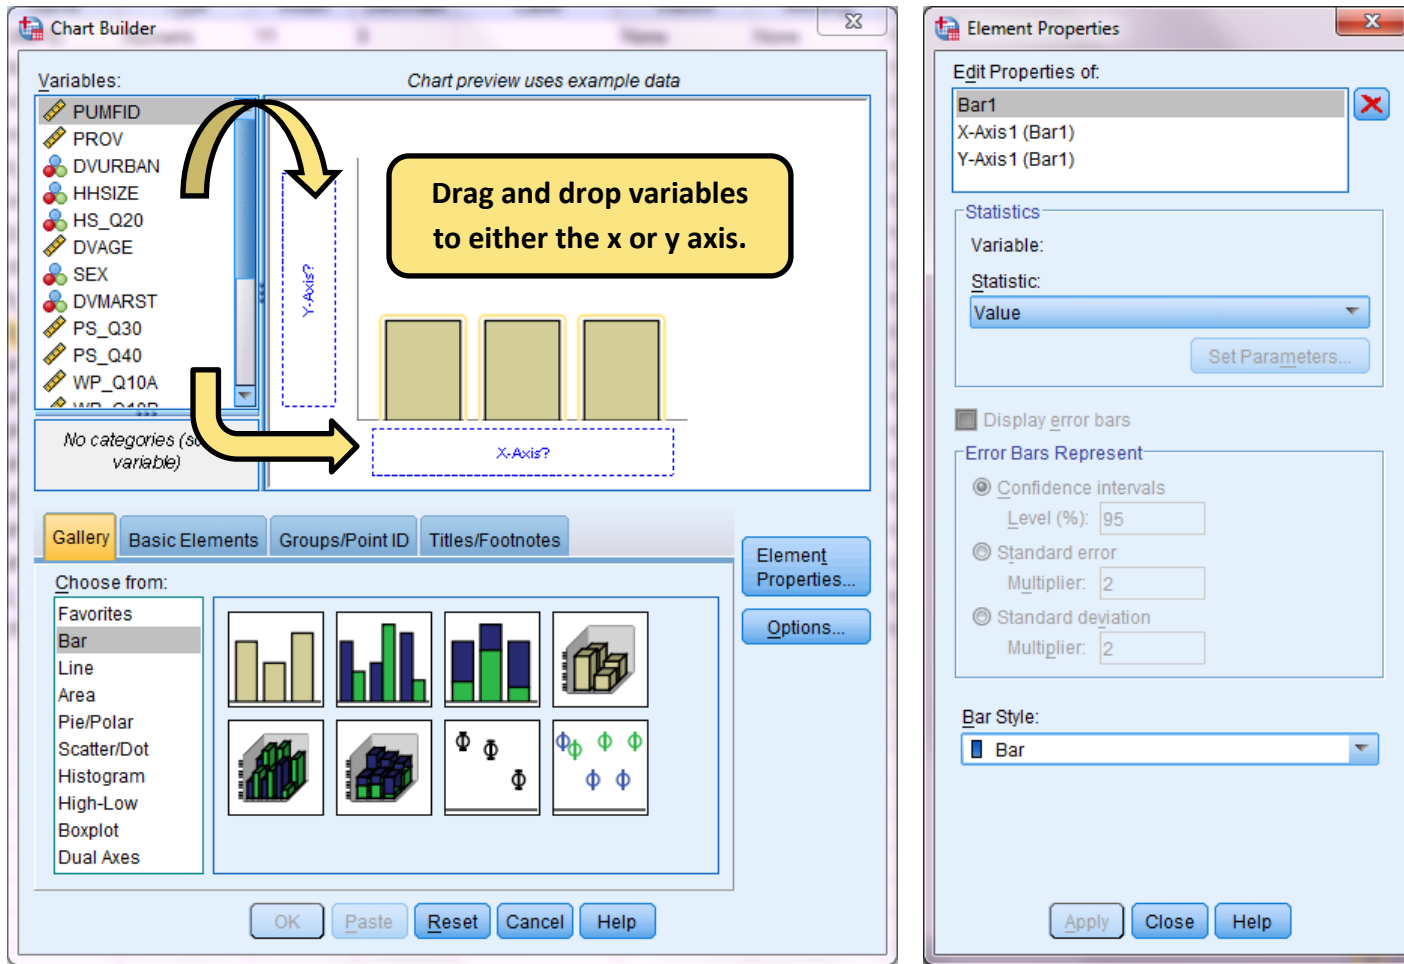 Chart Builder
Variables:
Chart preview uses example data
PUMFID
PROV
DVURBAN
HHSIZE
HS_Q20
DVAGE
SEX
DVMARST
PS_Q30
PS_Q40
WP_Q10A
Drag and drop variables
to either the x or y axis.
Y-Axis?
X-Axis?
No categories
variable)
Gallery
Basic Elements
Groups/Point ID
Titles/Footnotes
Element
Properties...
Options...
Choose from:
Favorites
Bar
Line
Area
Pie/Polar
Scatter/Dot
Histogram
High-Low
Boxplot
Dual Axes
OK
Paste
Reset
Cancel
Help
Element Properties
Edit Properties of:
Bar1
X-Axis1 (Bar1)
Y-Axis1 (Bar1)
Statistics
Variable:
Statistic:
Value
Set Parameters...
Display error bars
Error Bars Represent
Confidence intervals
Level (%): 95
Standard error
Multiplier: 2
Standard deviation
Multiplier: 2
Bar Style:
Bar
Apply
Close
Help